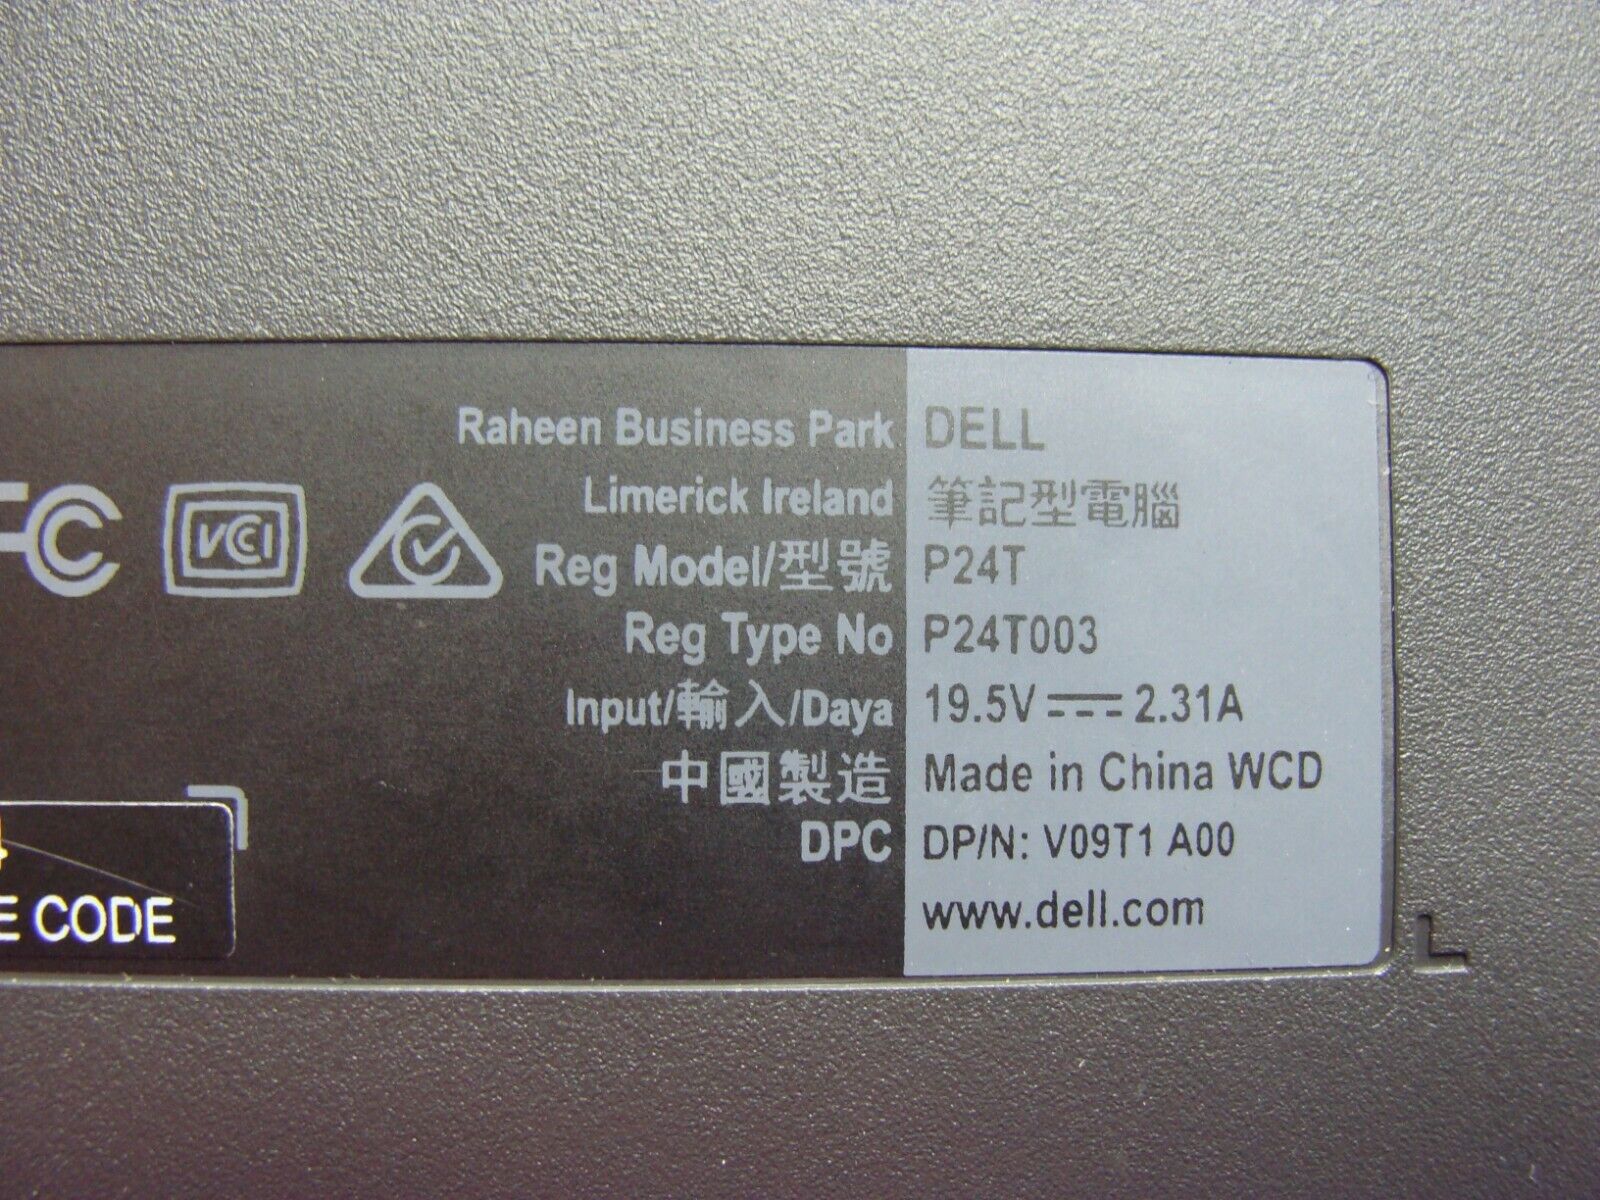 Raheen Business Park DELL
Limerick Ireland 筆記型電腦
Reg Model/型號 P24T
Reg Type No P24T003
Input/輸入/Daya 19.5V 2.31A
中國製造 Made in China WCD
DPC DP/N: V09T1 A00
www.dell.com
FC
VCCI
E CODE